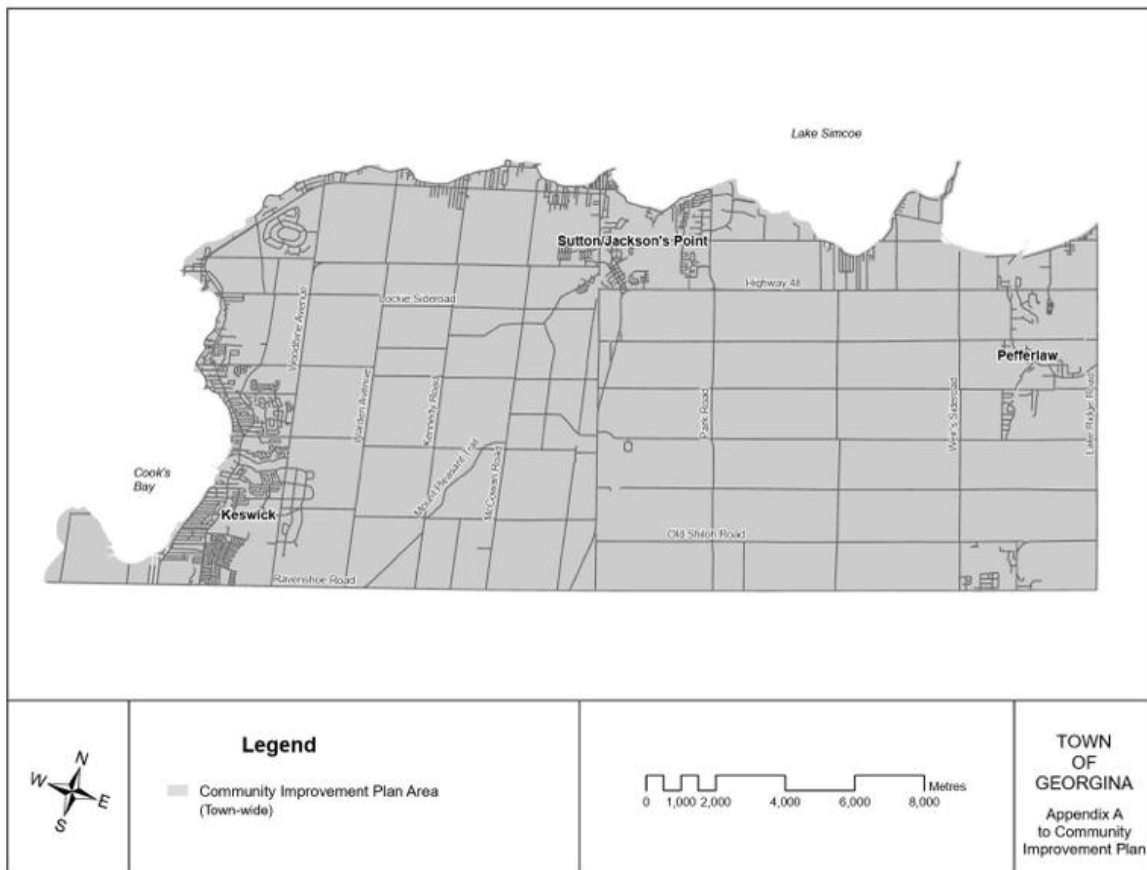 Lake Simcoe
Sutton/Jackson's Point
Highway 48
Lockie Sideroad
Woodbine Avenue
Pefferlaw
Warden Avenue
Kennedy Road
Park Road
Weir's Sideroad
Lake Ridge Road
Mount Pleasant Trail
McCowan Road
Cook's
Bay
Keswick
Old Shiloh Road
Ravenshoe Road
N
W
E
S
Legend
Community Improvement Plan Area
(Town-wide)
Metres
0 1,000 2,000 4,000 6,000 8,000
TOWN
OF
GEORGINA
Appendix A
to Community
Improvement Plan